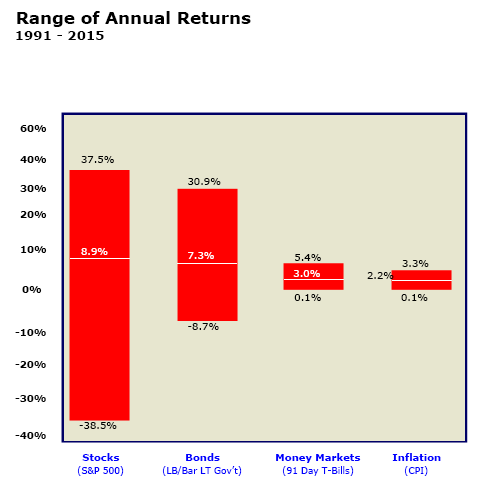 Range of Annual Returns
1991 - 2015
60%
40%
37.5%
30%
30.9%
20%
10%
8.9%
7.3%
5.4%
3.3%
3.0%
2.2%
0%
0.1%
0.1%
-10%
-8.7%
-20%
-30%
-40%
-38.5%
Stocks
(S&P 500)
Bonds
(LB/Bar LT Gov't)
Money Markets
(91 Day T-Bills)
Inflation
(CPI)